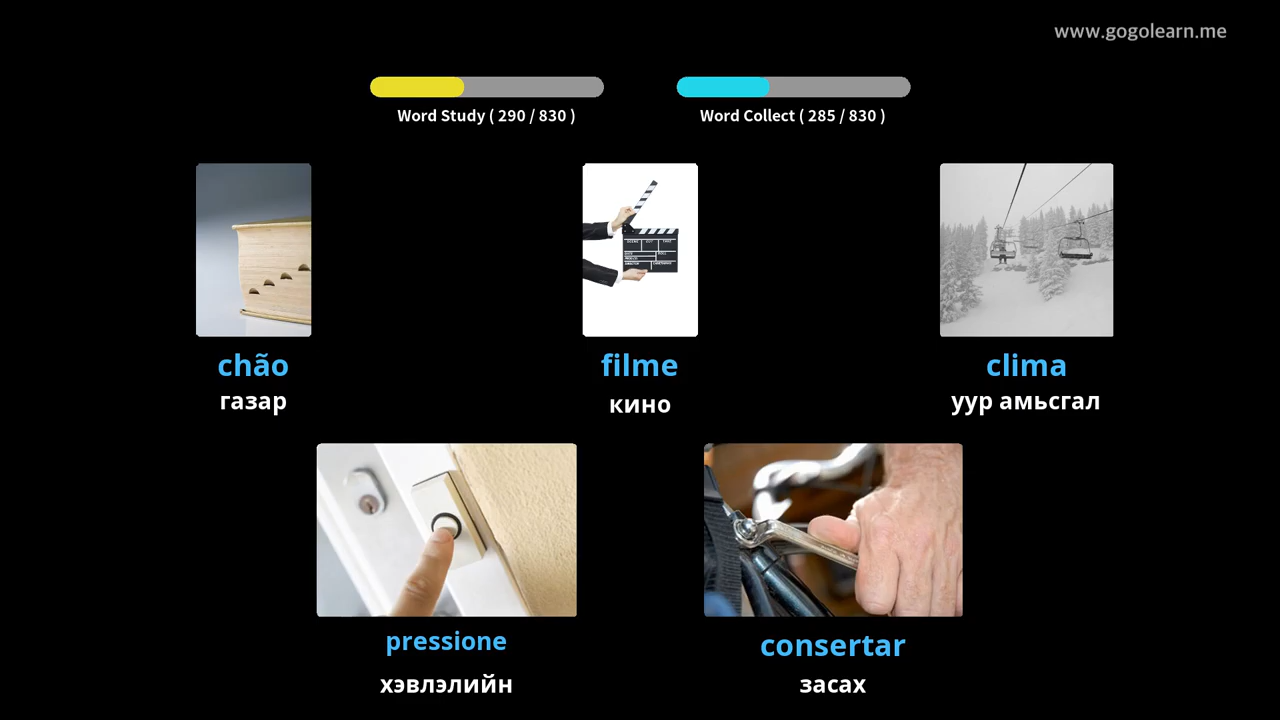 www.gogolearn.me
Word Study ( 290 / 830 )
Word Collect ( 285 / 830 )
chão
газар
filme
кино
clima
уур амьсгал
pressione
хэвлэлийн
consertar
засах